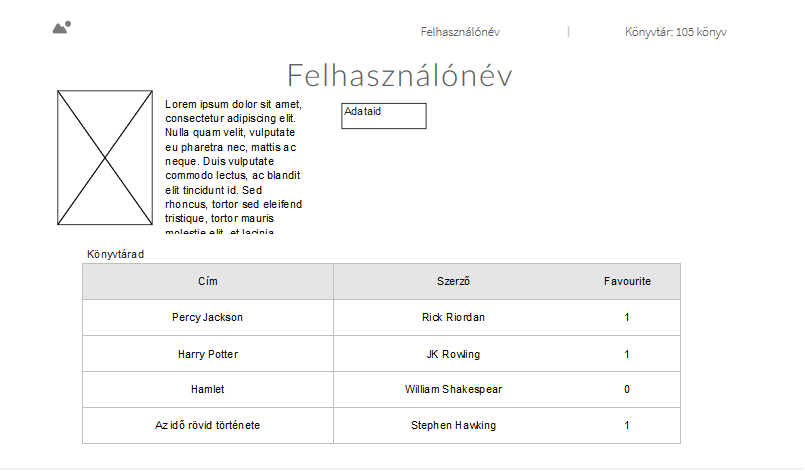 Felhasználónév | Könyvtár: 105 könyv
Felhasználónév
Lorem ipsum dolor sit amet,
consectetur adipiscing elit.
Nulla quam velit, vulputate
eu pharetra nec, mattis ac
neque. Duis vulputate
commodo lectus, ac blandit
elit tincidunt id. Sed
rhoncus, tortor sed eleifend
tristique, tortor mauris
molestie elit, et lacinia
Adataid
Könyvtárad
Cím Szerző Favourite
Percy Jackson Rick Riordan 1
Harry Potter JK Rowling 1
Hamlet William Shakespear 0
Az idő rövid története Stephen Hawking 1